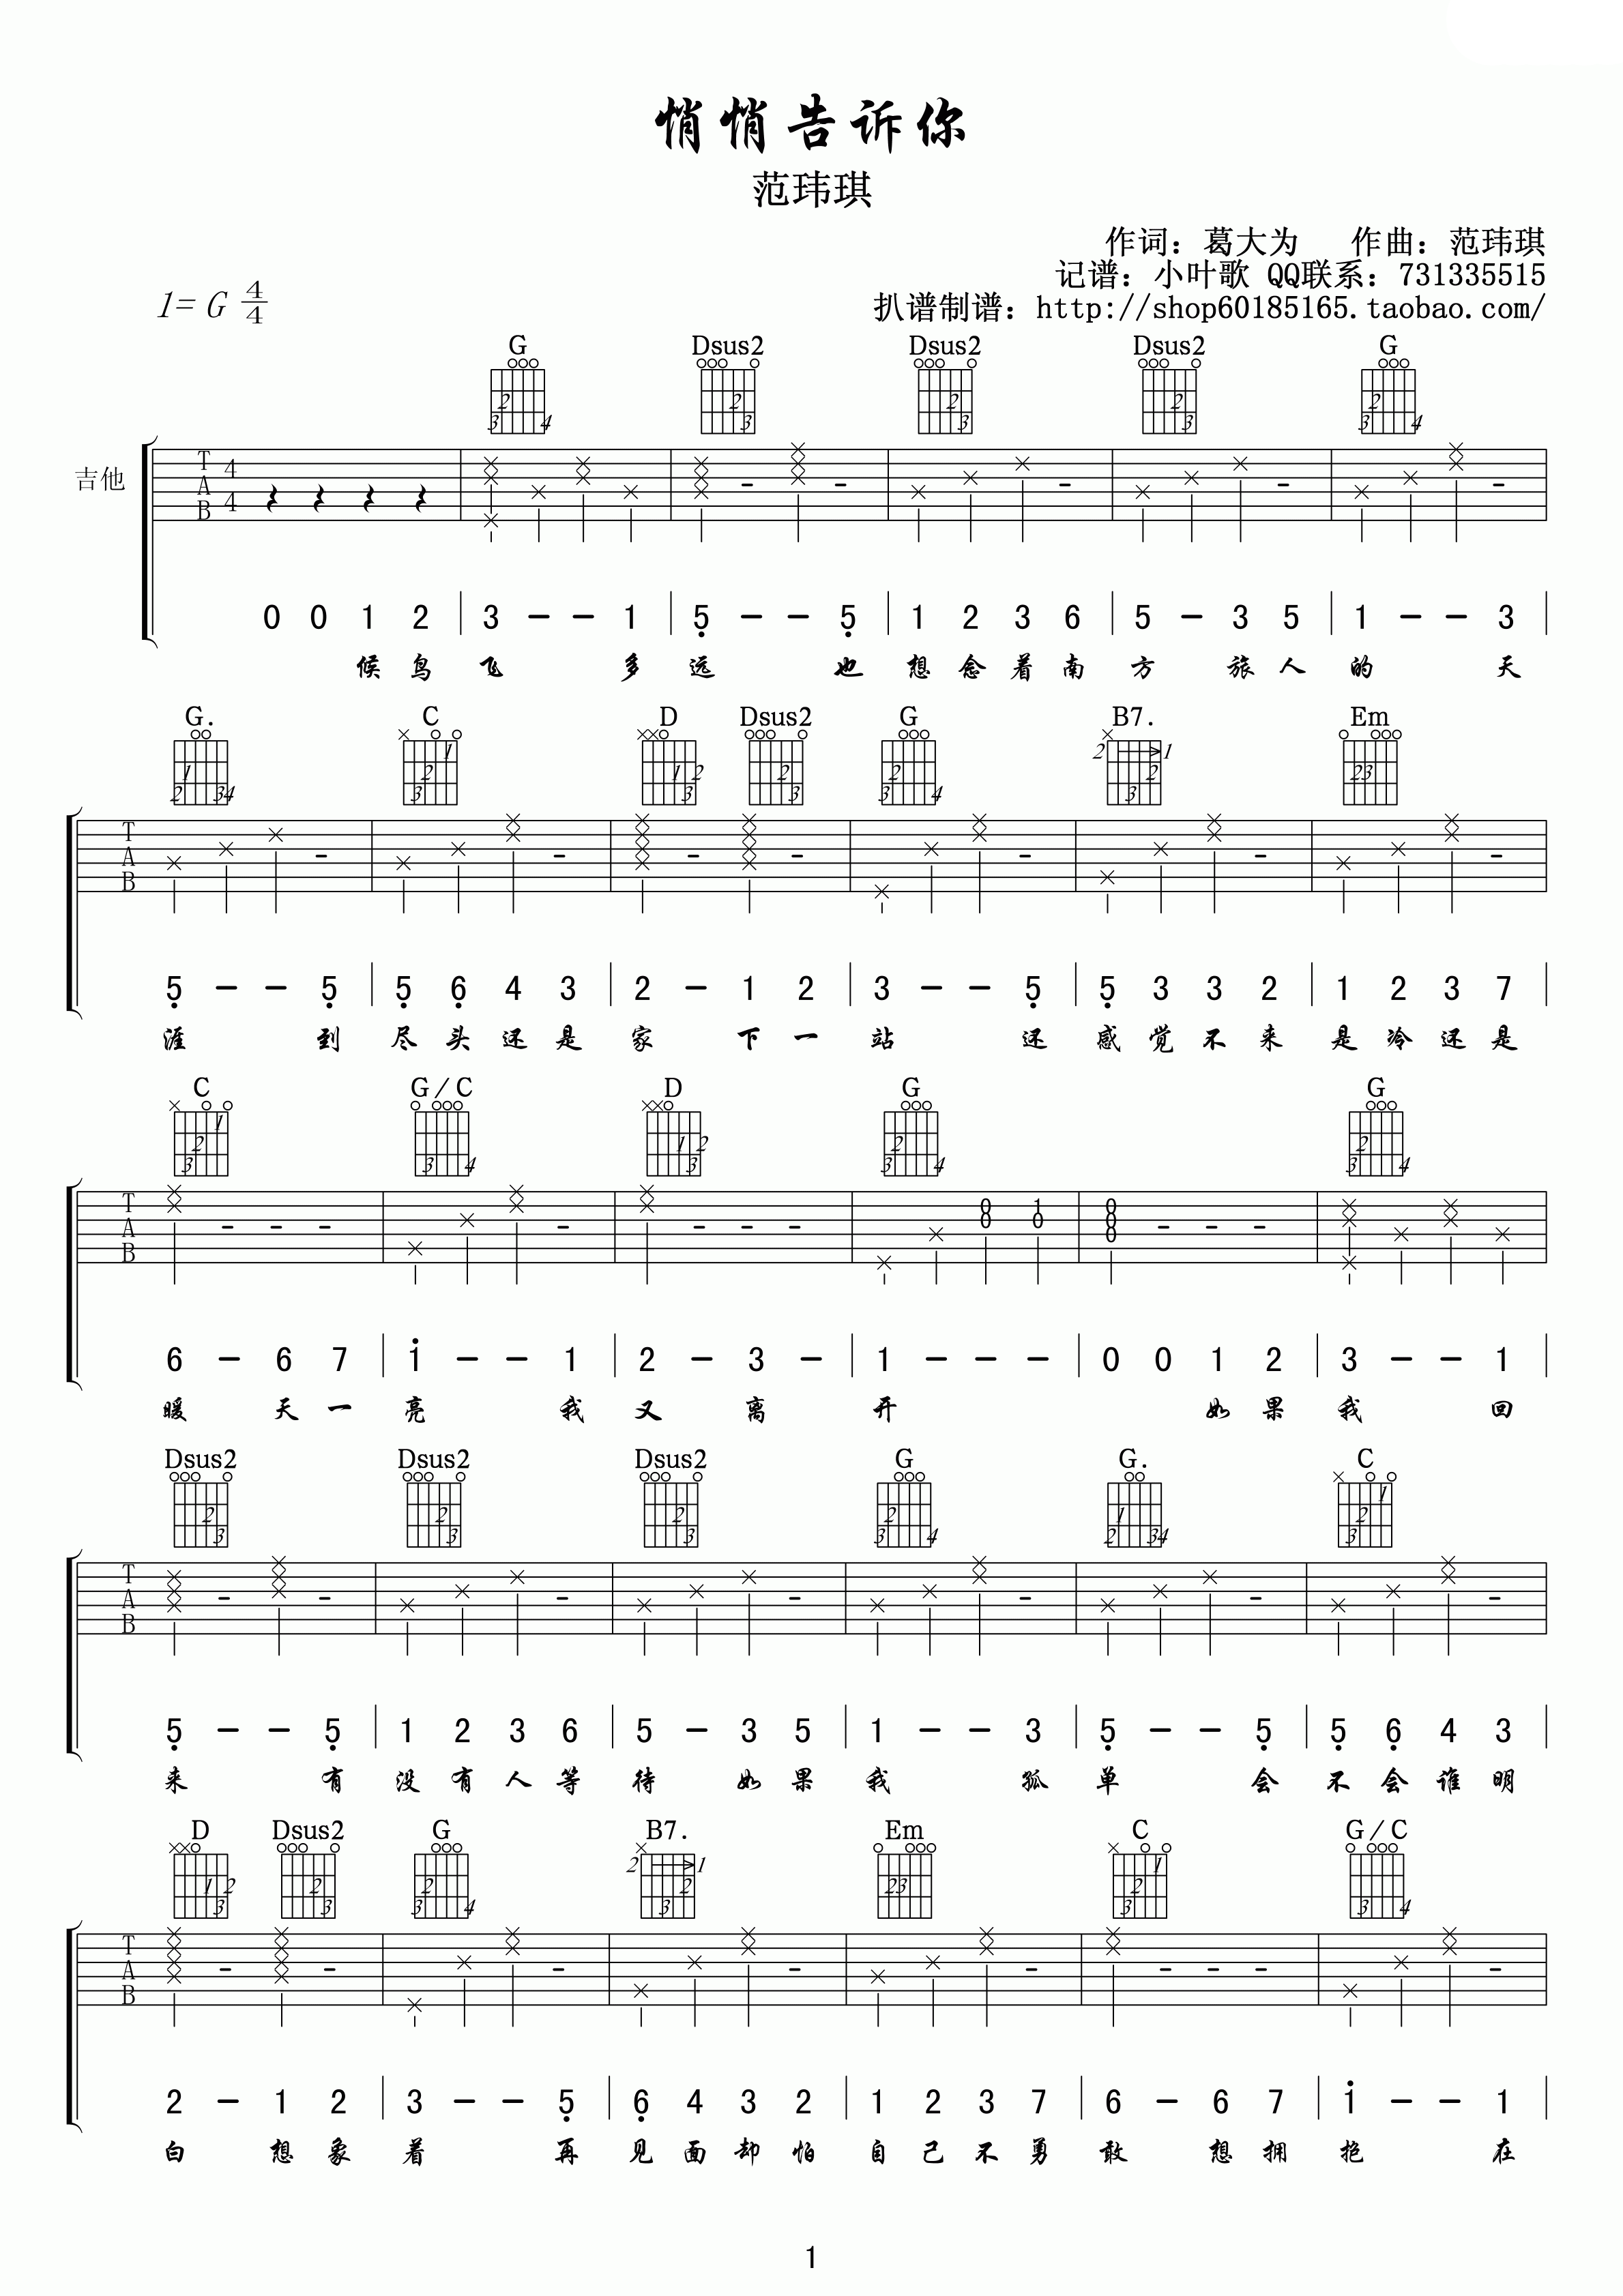 悄悄告诉你
范玮琪
作词：葛大为 作曲：范玮琪
记谱：小叶歌 QQ联系：731335515
1= G 4/4
扒谱制谱：http://shop60185165.taobao.com/
G Dsus2 Dsus2 Dsus2 G
吉他
T A B 4 4
0 0 1 2 | 3 - - 1 | 5̣ - - 5̣ | 1 2 3 6 | 5 - 3 5 | 1 - - 3 |
候鸟飞 多远 也想念着南方 旅人的 天
G. C D Dsus2 G B7. Em
T A B
5̣ - - 5̣ | 5̣ 6̣ 4 3 | 2 - 1 2 | 3 - - 5̣ | 5̣ 3 3 2 | 1 2 3 7 |
涯 到尽头还是家 下一站 还感觉不来是冷还是
C G/C D G G
T A B 0 0 1 0 0 0 0
6 - 6 7 | 1̇ - - 1 | 2 - 3 - | 1 - - - | 0 0 1 2 | 3 - - 1 |
暖 天一亮 我又 离 开 如果我 回
Dsus2 Dsus2 Dsus2 G G. C
T A B
5̣ - - 5̣ | 1 2 3 6 | 5 - 3 5 | 1 - - 3 | 5̣ - - 5̣ | 5̣ 6̣ 4 3 |
来 有没有人等待 如果我 孤单 会不会谁明
D Dsus2 G B7. Em C G/C
T A B
2 - 1 2 | 3 - - 5̣ | 6̣ 4 3 2 | 1 2 3 7 | 6 - 6 7 | 1̇ - - 1 |
白 想象着 再见面却怕自己不勇敢 想拥抱 在
1